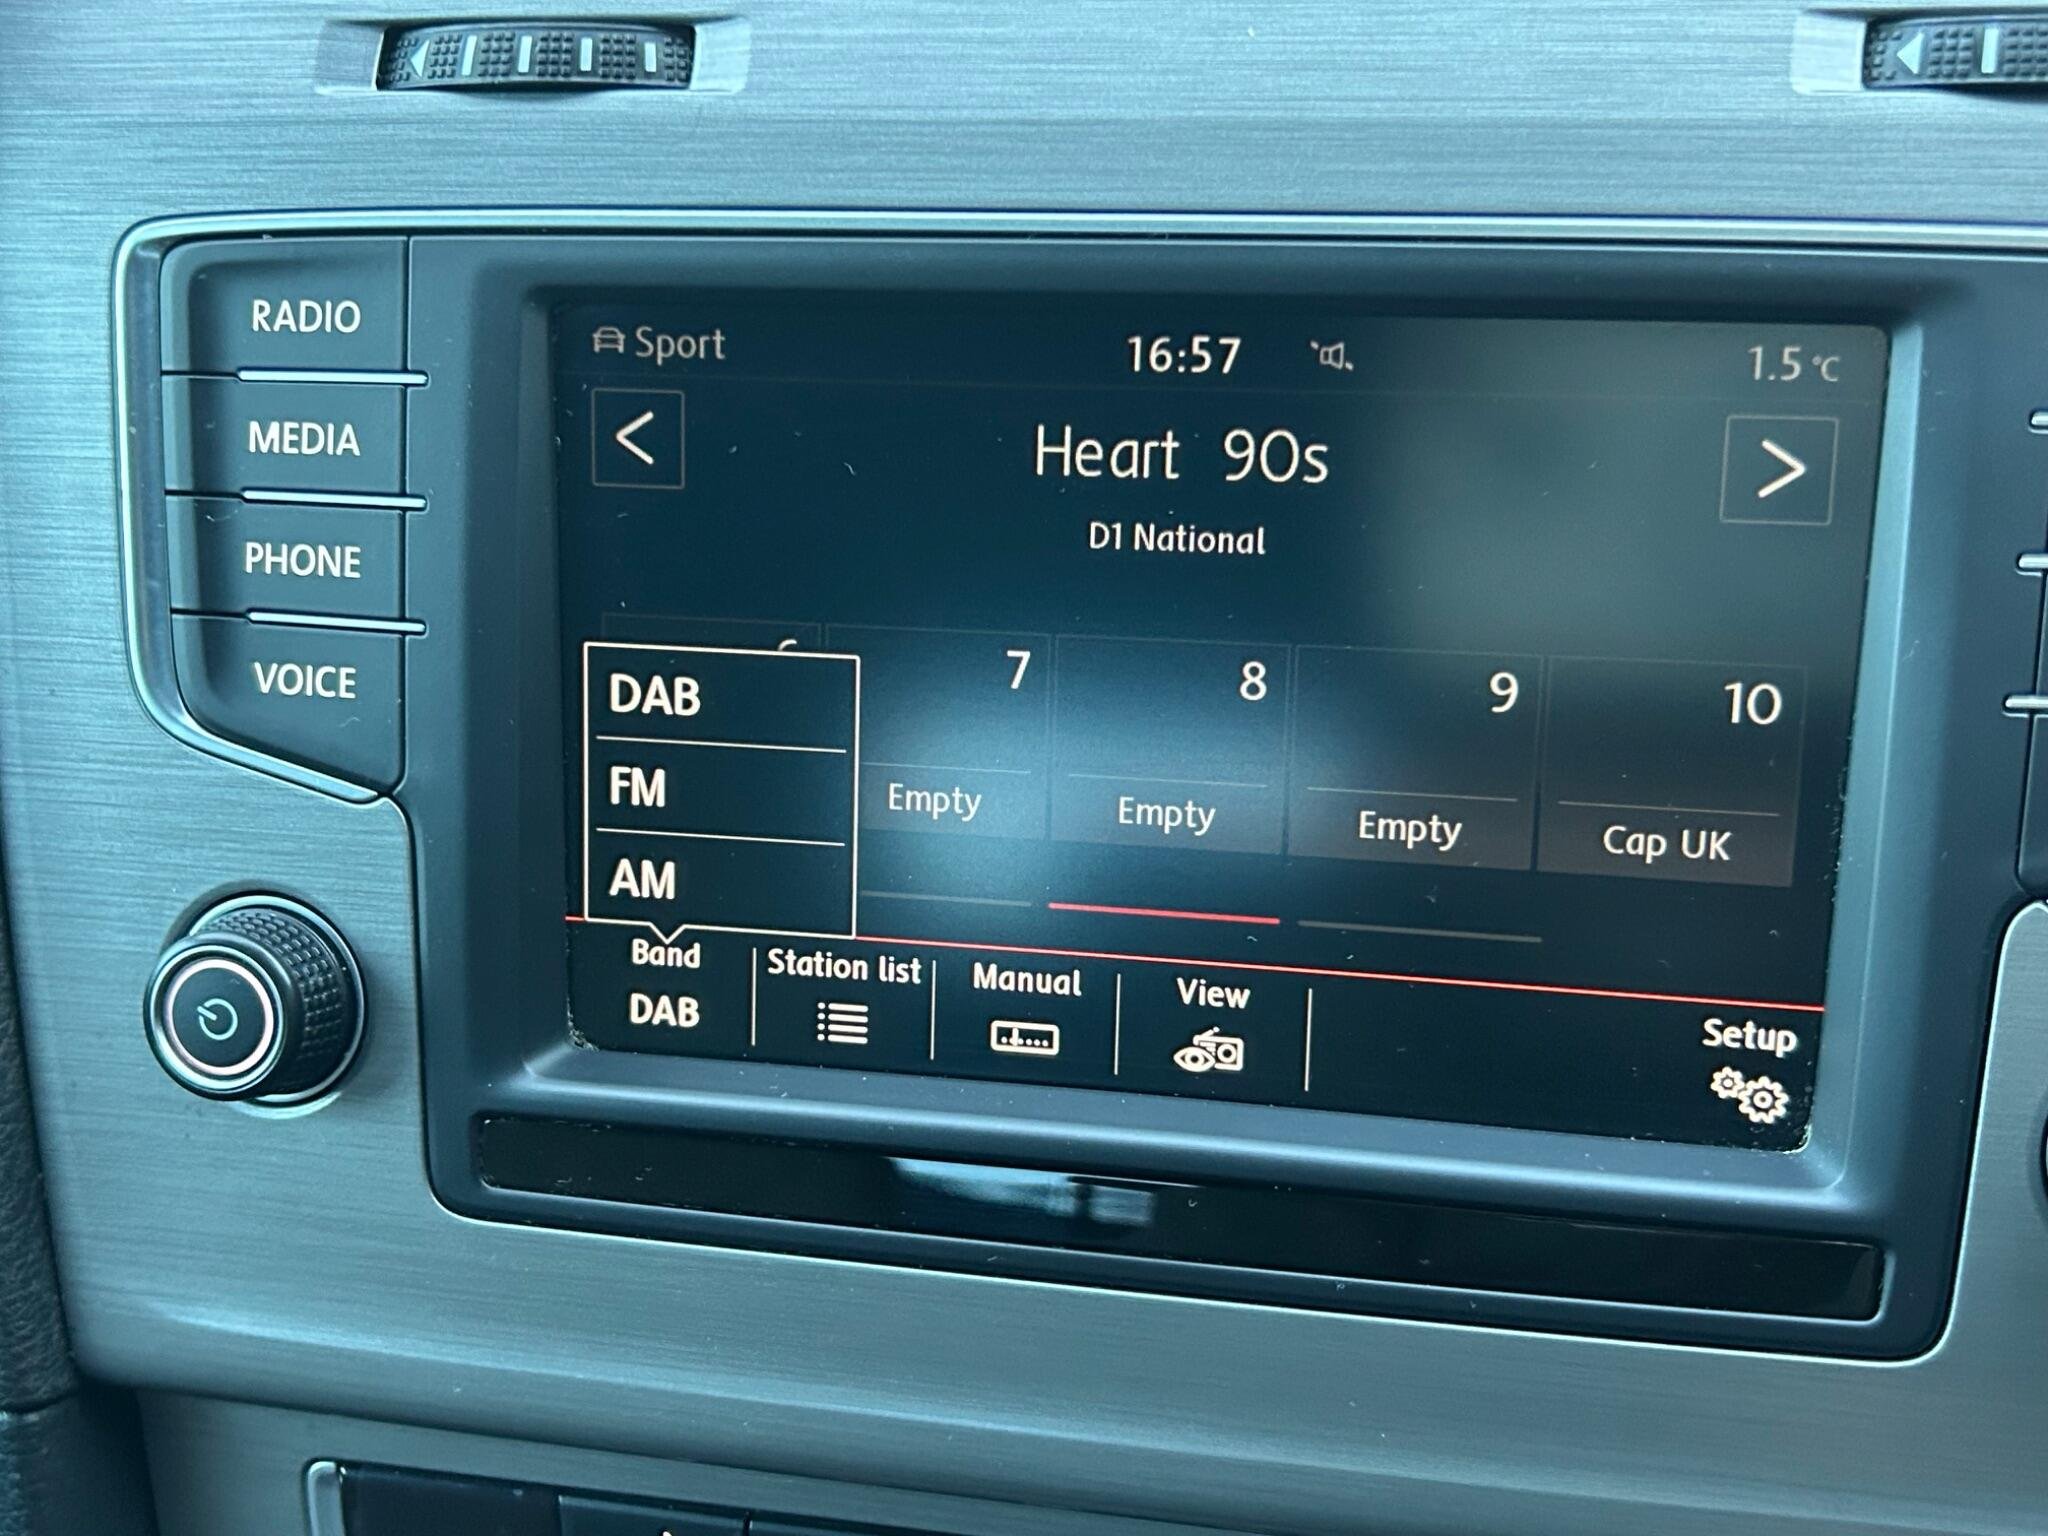 RADIO
MEDIA
PHONE
VOICE
Sport 16:57 1.5 °C
< Heart 90s >
D1 National
7 8 9 10
Empty Empty Empty Cap UK
DAB
FM
AM
Band Station list Manual View Setup
DAB